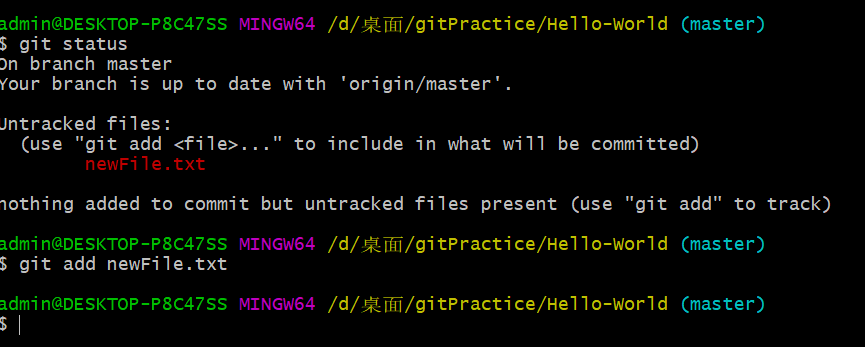 admin@DESKTOP-P8C47SS MINGW64 /d/桌面/gitPractice/Hello-World (master)
$ git status
On branch master
Your branch is up to date with 'origin/master'.
Untracked files:
(use "git add <file>..." to include in what will be committed)
newFile.txt
nothing added to commit but untracked files present (use "git add" to track)
admin@DESKTOP-P8C47SS MINGW64 /d/桌面/gitPractice/Hello-World (master)
$ git add newFile.txt
admin@DESKTOP-P8C47SS MINGW64 /d/桌面/gitPractice/Hello-World (master)
$